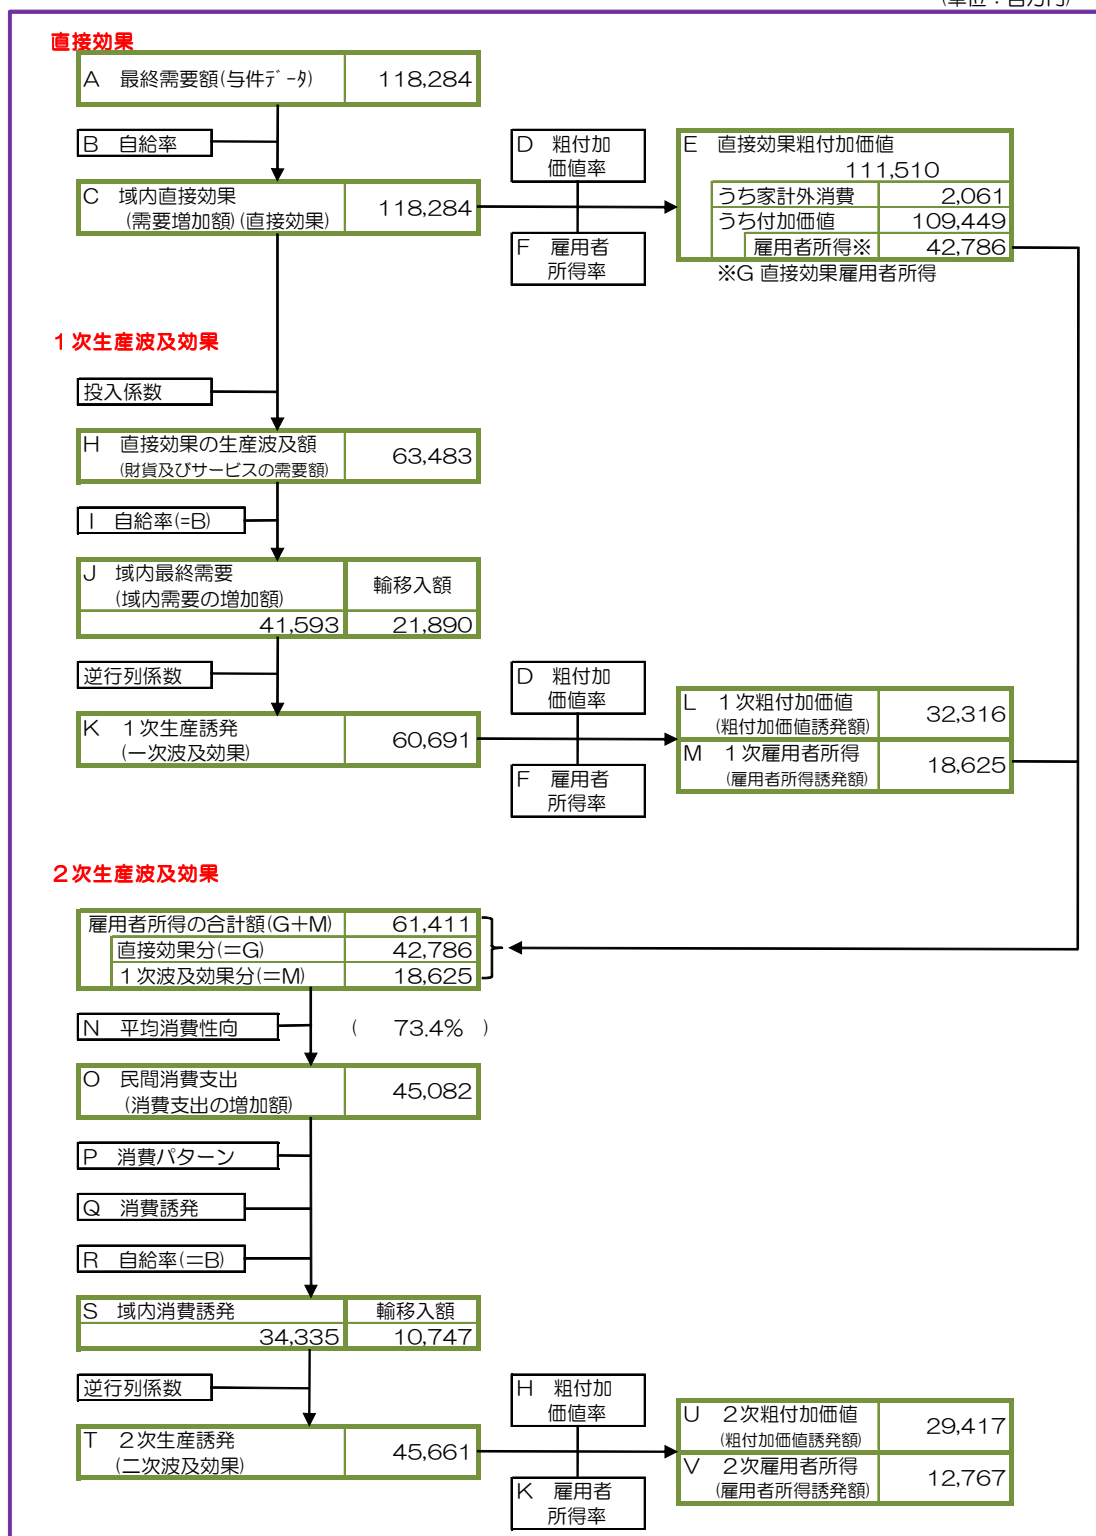 (単位：百万円)
直接効果
A 最終需要額(与件ﾃﾞｰﾀ) 118,284
B 自給率
C 域内直接効果
(需要増加額)(直接効果) 118,284
D 粗付加
価値率
F 雇用者
所得率
E 直接効果粗付加価値
111,510
うち家計外消費 2,061
うち付加価値 109,449
雇用者所得※ 42,786
※G 直接効果雇用者所得
１次生産波及効果
投入係数
H 直接効果の生産波及額
(財貨及びサービスの需要額) 63,483
I 自給率(=B)
J 域内最終需要
(域内需要の増加額)
輸移入額
41,593 21,890
逆行列係数
K １次生産誘発
(一次波及効果) 60,691
D 粗付加
価値率
F 雇用者
所得率
L １次粗付加価値
(粗付加価値誘発額) 32,316
M １次雇用者所得
(雇用者所得誘発額) 18,625
２次生産波及効果
雇用者所得の合計額(G＋M) 61,411
直接効果分(＝G) 42,786
１次波及効果分(＝M) 18,625
N 平均消費性向 ( 73.4% )
O 民間消費支出
(消費支出の増加額) 45,082
P 消費パターン
Q 消費誘発
R 自給率(＝B)
S 域内消費誘発 輸移入額
34,335 10,747
逆行列係数
T ２次生産誘発
(二次波及効果) 45,661
H 粗付加
価値率
K 雇用者
所得率
U ２次粗付加価値
(粗付加価値誘発額) 29,417
V ２次雇用者所得
(雇用者所得誘発額) 12,767